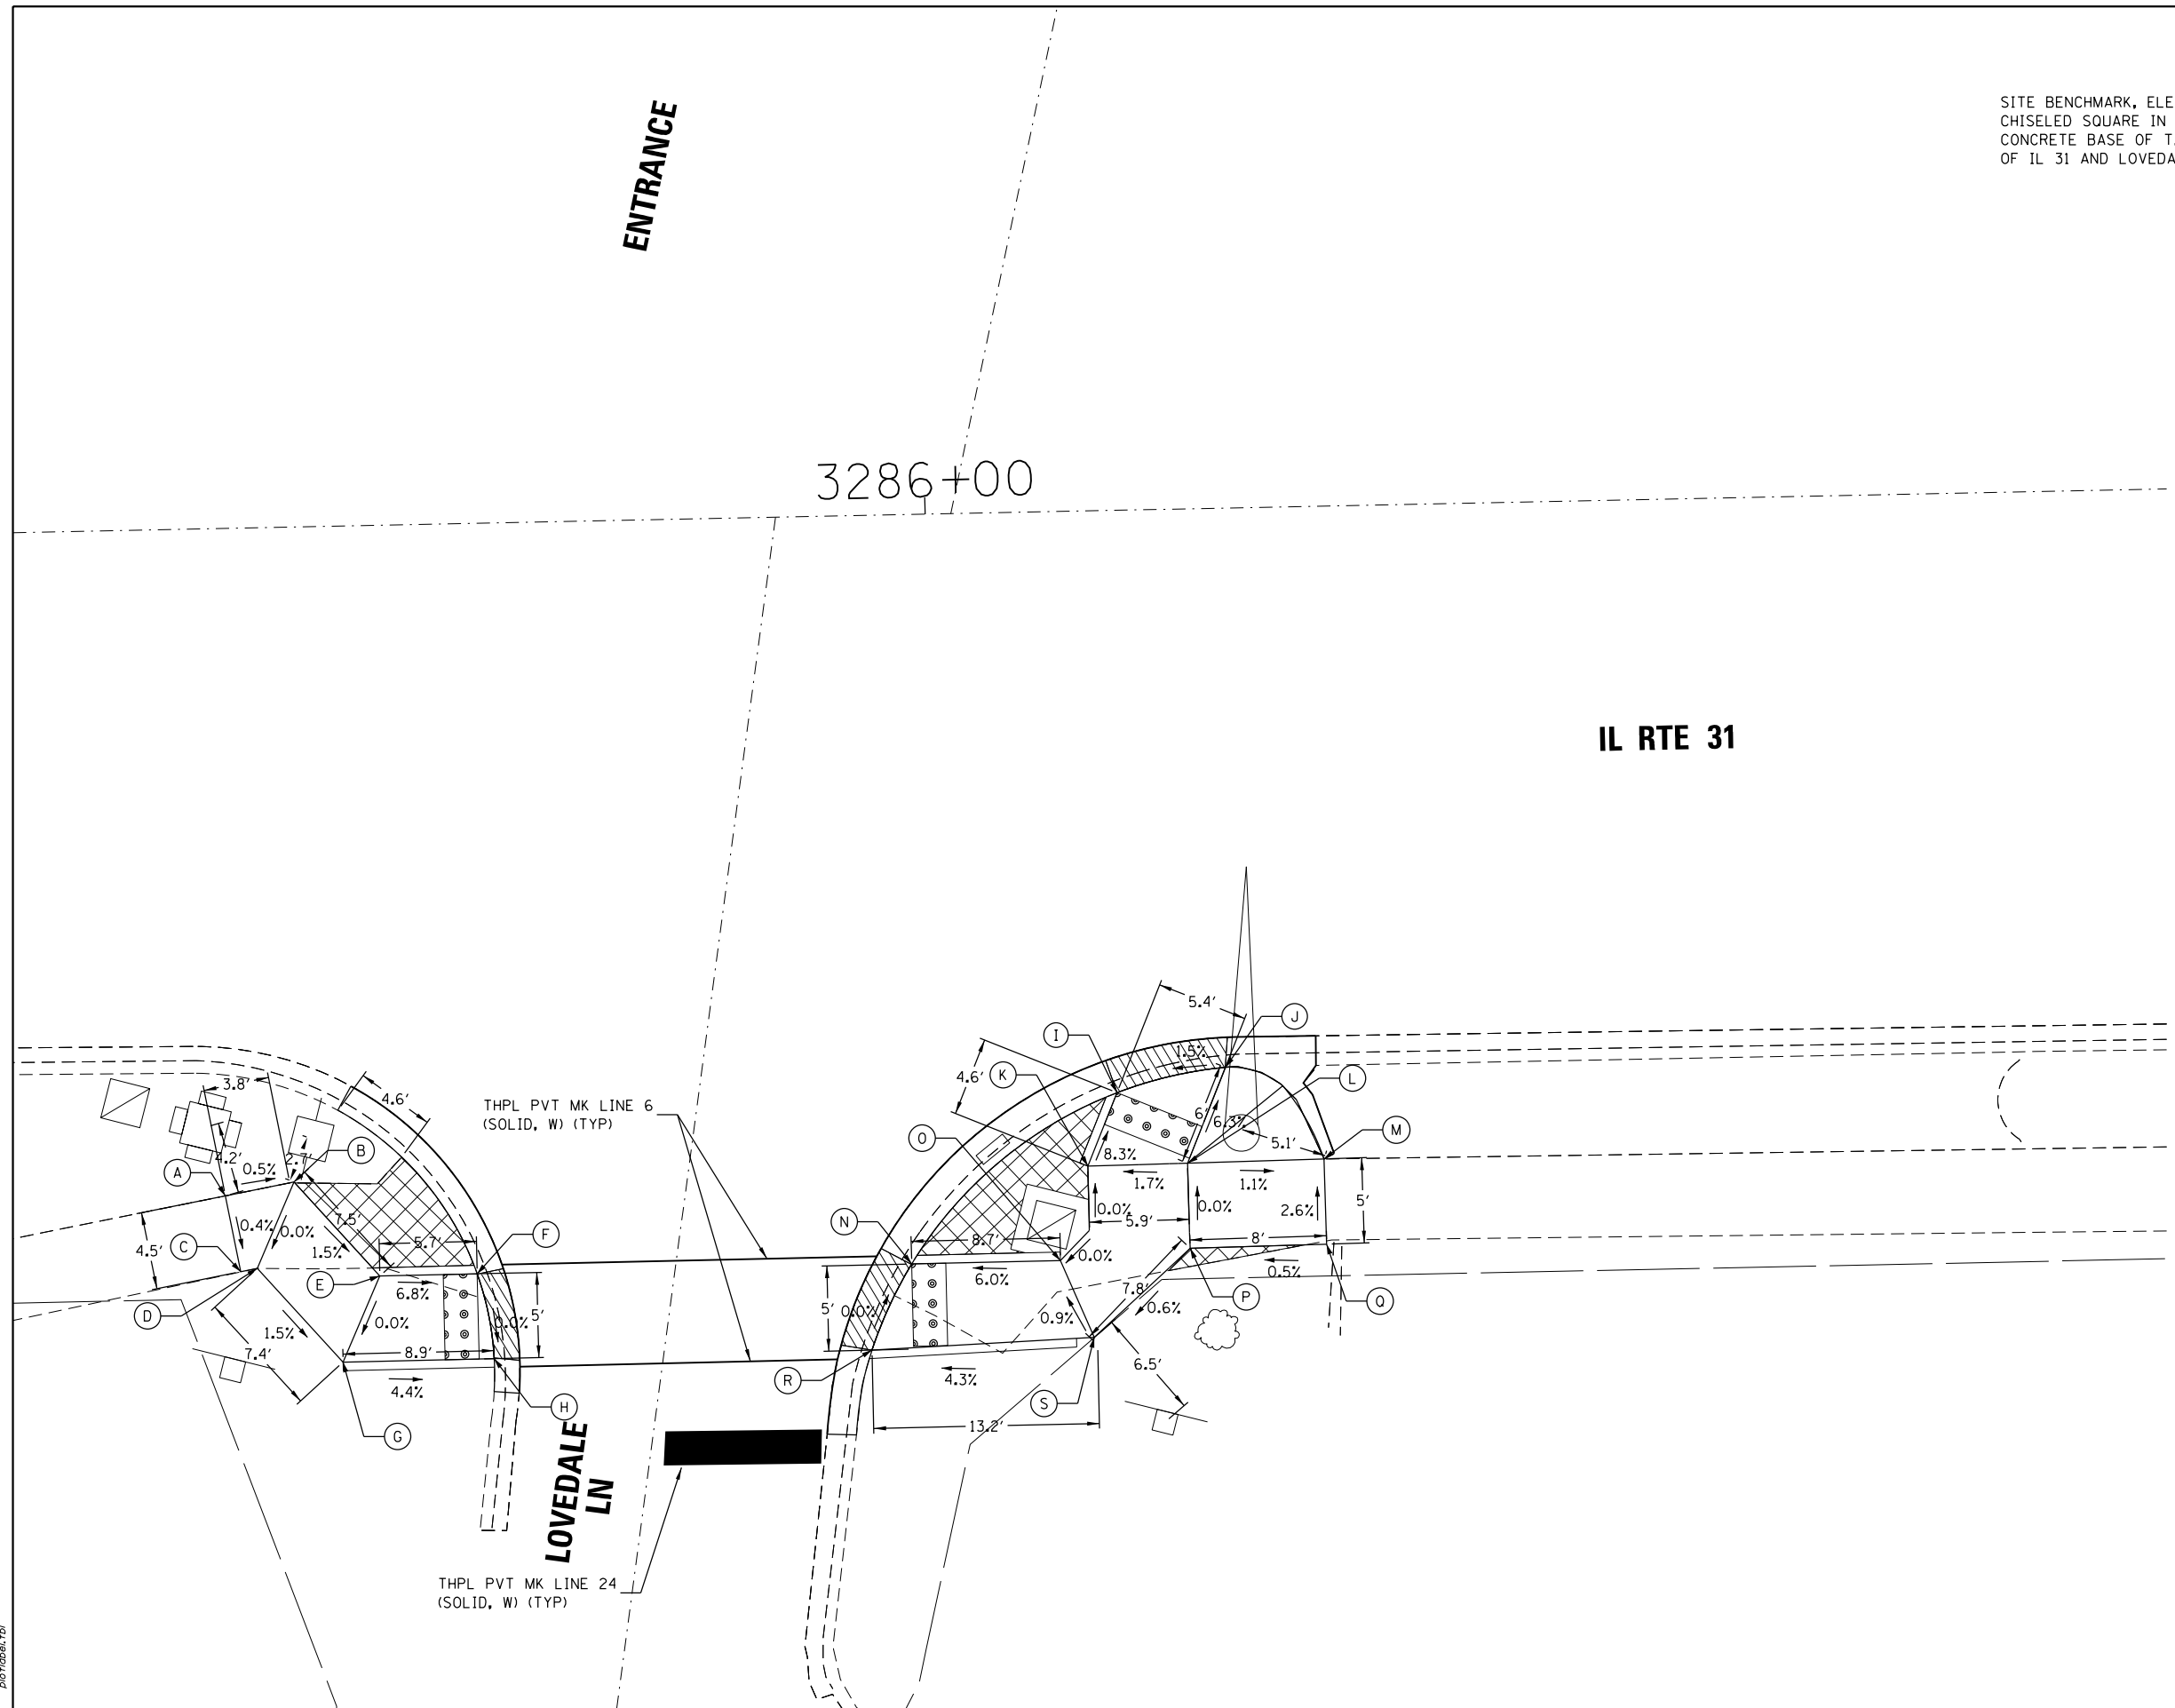 ENTRANCE
SITE BENCHMARK, ELE
CHISELED SQUARE IN
CONCRETE BASE OF T
OF IL 31 AND LOVEDA
3286+00
IL RTE 31
5.4'
I
J
1.5%
4.6'
K
L
3.8'
4.6'
THPL PVT MK LINE 6
(SOLID, W) (TYP)
6'
6.3%
O
5.1'
M
B
4.2'
2.7'
0.5%
A
8.3%
1.7%
1.1%
7.5'
0.4%
0.0%
4.5'
1.5%
5.7'
C
F
N
8.7'
0.0%
5.9'
0.0%
2.6%
5'
8'
0.0%
0.5%
E
6.8%
6.0%
7.8'
P
Q
D
0.0%
0.0%
5'
5'
0.0%
0.9%
0.6%
1.5%
7.4'
8.9'
4.4%
R
4.3%
6.5'
S
H
G
13.2'
LOVEDALE
LN
THPL PVT MK LINE 24
(SOLID, W) (TYP)
plotlabel.tbl